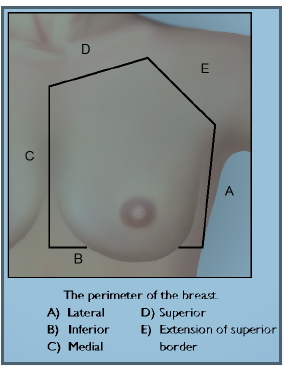 D
E
C
A
B
The perimeter of the breast.
A) Lateral D) Superior
B) Inferior E) Extension of superior
C) Medial border